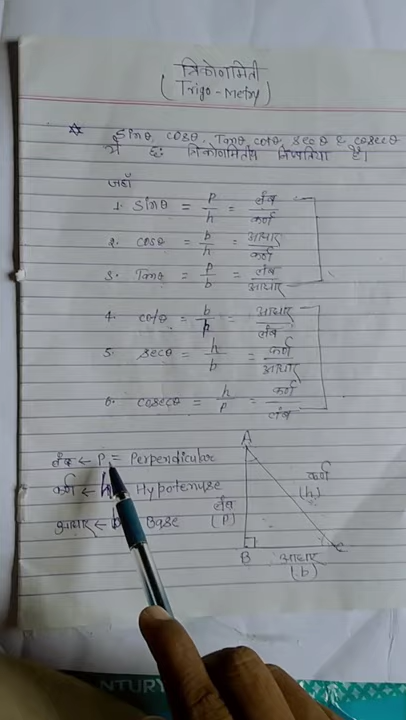 त्रिकोणमिती
(Trigo-Metry)
sinθ, cosθ, Tanθ, cotθ, secθ ६ cosecθ
ये छः त्रिकोणमितीय निष्पत्तिया है।
जहाँ
1. sinθ = p/h = लंब/कर्ण
2. cosθ = b/h = आधार/कर्ण
3. Tanθ = p/b = लंब/आधार
4. cotθ = b/p = आधार/लंब
5. secθ = h/b = कर्ण/आधार
6. cosecθ = h/p = कर्ण/लंब
लंब ← P = Perpendicular
कर्ण ← h Hypotenuse
आधार ← b Base
A
लंब
(P)
कर्ण
(h)
B
C
आधार
(b)